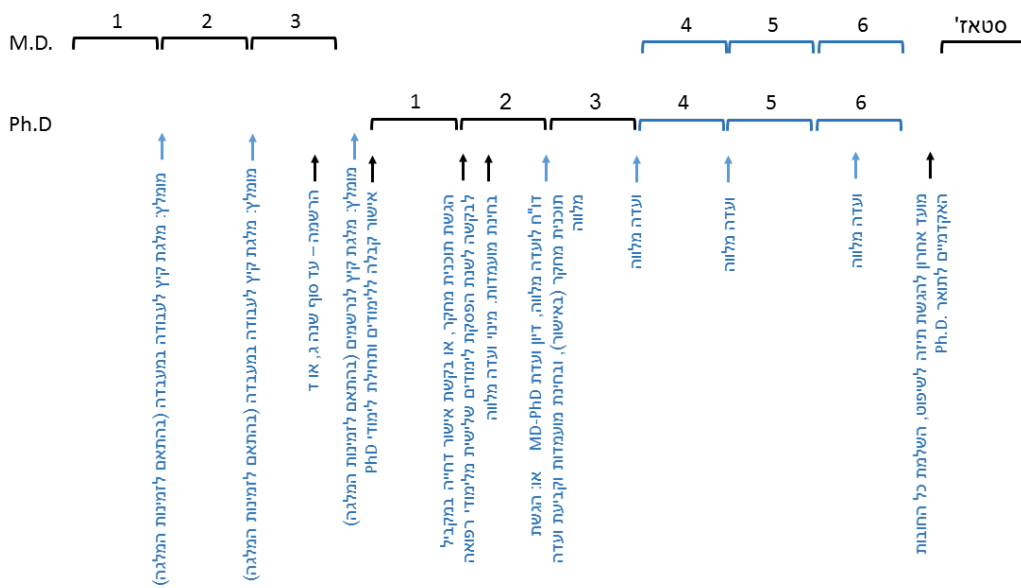 M.D. 1 2 3 4 5 6 סטאז'
Ph.D 1 2 3 4 5 6
מומלץ: מלגת קיץ לעבודה במעבדה (בהתאם לזמינות המלגה)
מומלץ: מלגת קיץ לעבודה במעבדה (בהתאם לזמינות המלגה)
הרשמה – עד סוף שנה ג, או ד
מומלץ: מלגת קיץ לנרשמים (בהתאם לזמינות המלגה)
אישור קבלה ללימודים ותחילת לימודי PhD
הגשת תוכנית מחקר, או בקשת אישור דחייה במקביל
לבקשה לשנת הפסקת לימודים שלישית מלימודי רפואה
בחינת מועמדות. מינוי ועדה מלווה
דו"ח לועדה מלווה, דיון ועדת MD-PhD או: הגשת
תוכנית מחקר (באישור), ובחינת מועמדות וקביעת ועדה
מלווה
ועדה מלווה
ועדה מלווה
ועדה מלווה
מועד אחרון להגשת תיזה לשיפוט, השלמת כל החובות
האקדמיים לתואר Ph.D.